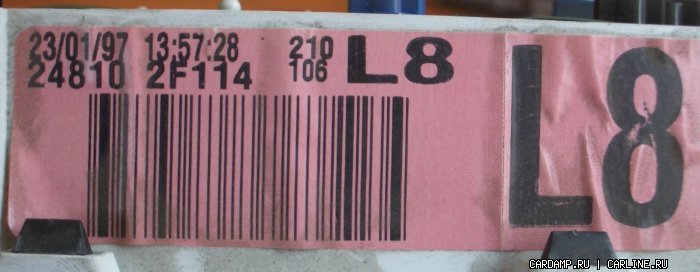 23/01/97 13:57:28 210 L8
24810 2F114 106
L8
CARDAMP.RU | CARLINE.RU